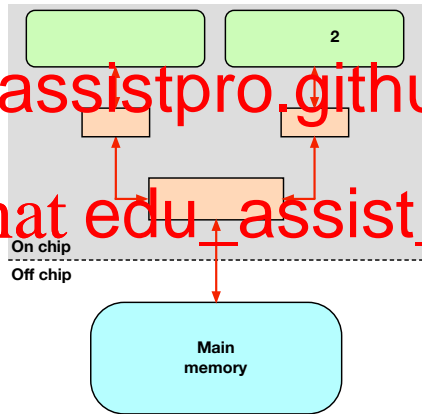 2
assistpro.githu
hat edu_assist_
On chip
Off chip
Main
memory